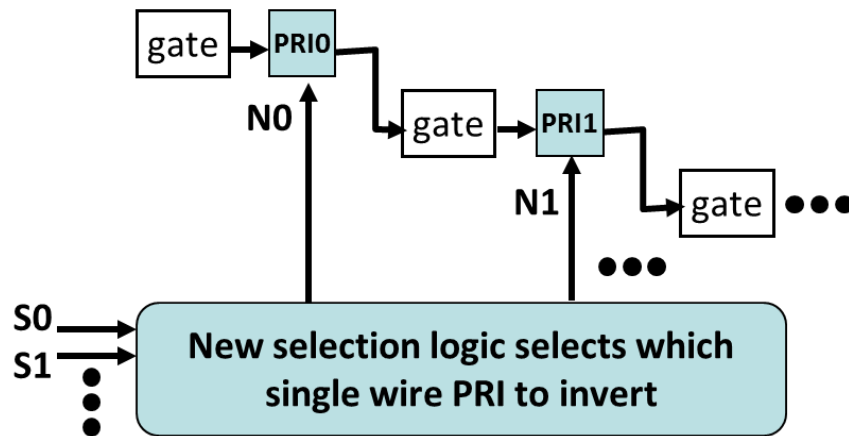 gate
PRI0
N0
gate
PRI1
N1
gate
S0
S1
New selection logic selects which
single wire PRI to invert